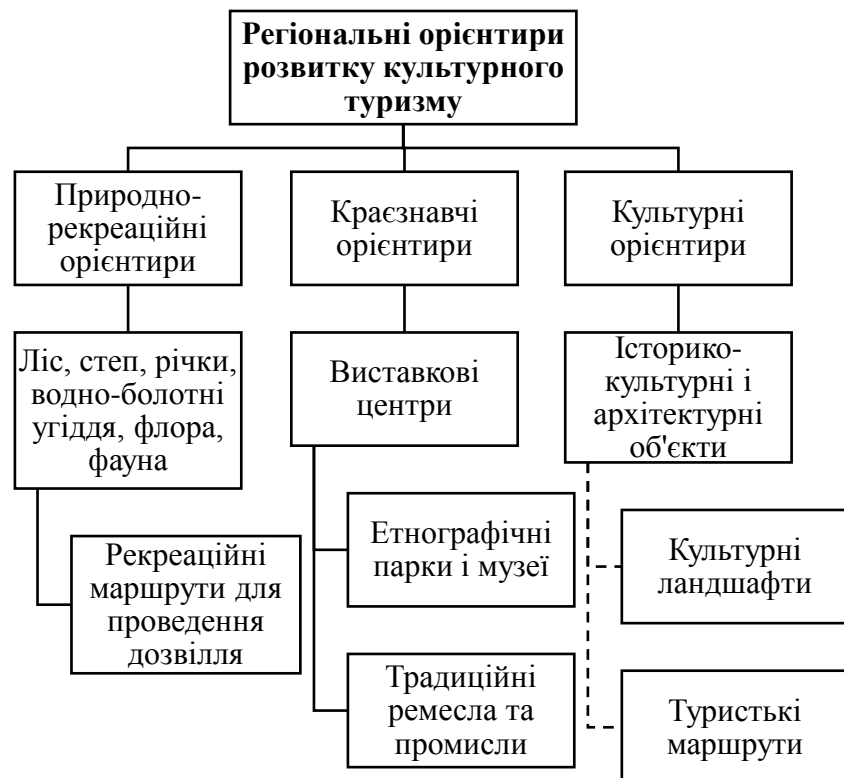 Регіональні орієнтири
розвитку культурного
туризму
Природно-
рекреаційні
орієнтири
Краєзнавчі
орієнтири
Культурні
орієнтири
Ліс, степ, річки,
водно-болотні
угіддя, флора,
фауна
Виставкові
центри
Історико-
культурні і
архітектурні
об'єкти
Рекреаційні
маршрути для
проведення
дозвілля
Етнографічні
парки і музеї
Культурні
ландшафти
Традиційні
ремесла та
промисли
Туристькі
маршрути